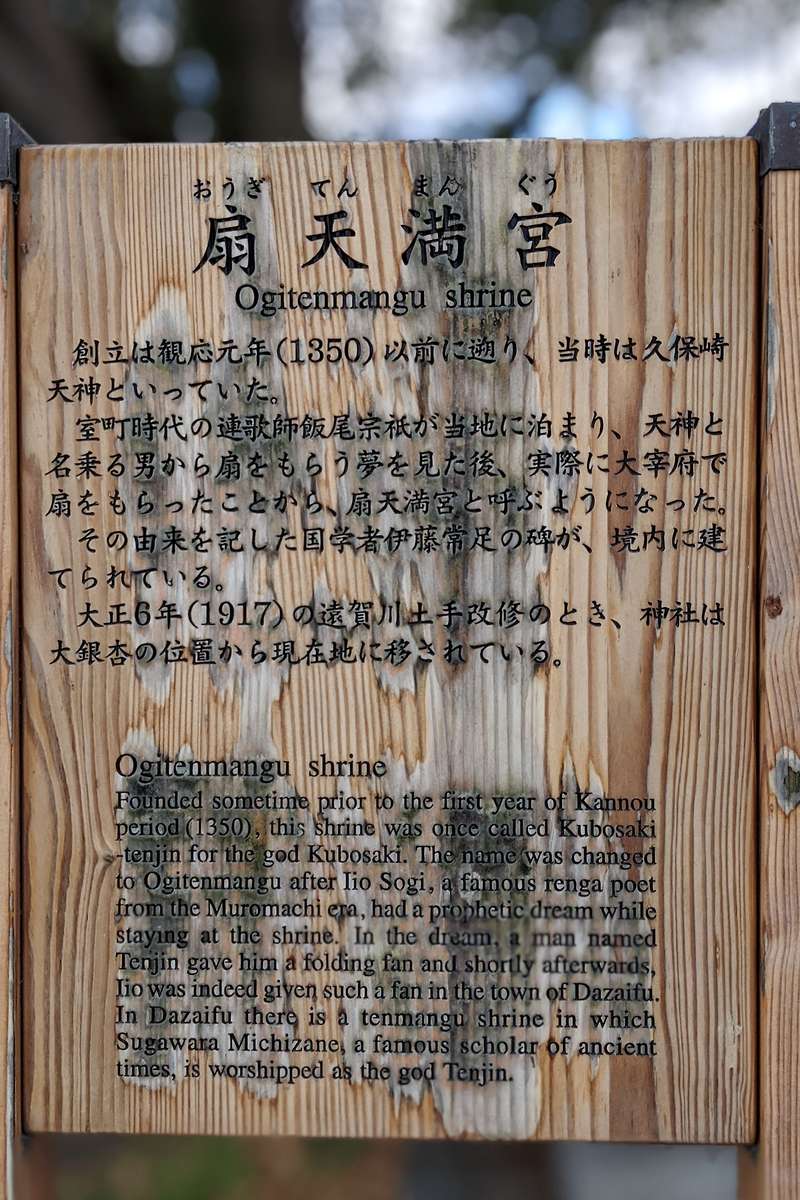 おうぎ てん まん ぐう
扇天満宮
Ogitenmangu shrine
創立は観応元年(1350)以前に遡り、当時は久保崎
天神といっていた。
室町時代の連歌師飯尾宗祇が当地に泊まり、天神と
名乗る男から扇をもらう夢を見た後、実際に大宰府で
扇をもらったことから、扇天満宮と呼ぶようになった。
その由来を記した国学者伊藤常足の碑が、境内に建
てられている。
大正6年(1917)の遠賀川土手改修のとき、神社は
大銀杏の位置から現在地に移されている。
Ogitenmangu shrine
Founded sometime prior to the first year of Kannou
period (1350), this shrine was once called Kubosaki
-tenjin for the god Kubosaki. The name was changed
to Ogitenmangu after Iio Sogi, a famous renga poet
from the Muromachi era, had a prophetic dream while
staying at the shrine. In the dream, a man named
Tenjin gave him a folding fan and shortly afterwards,
Iio was indeed given such a fan in the town of Dazaifu.
In Dazaifu there is a tenmangu shrine in which
Sugawara Michizane, a famous scholar of ancient
times, is worshipped as the god Tenjin.